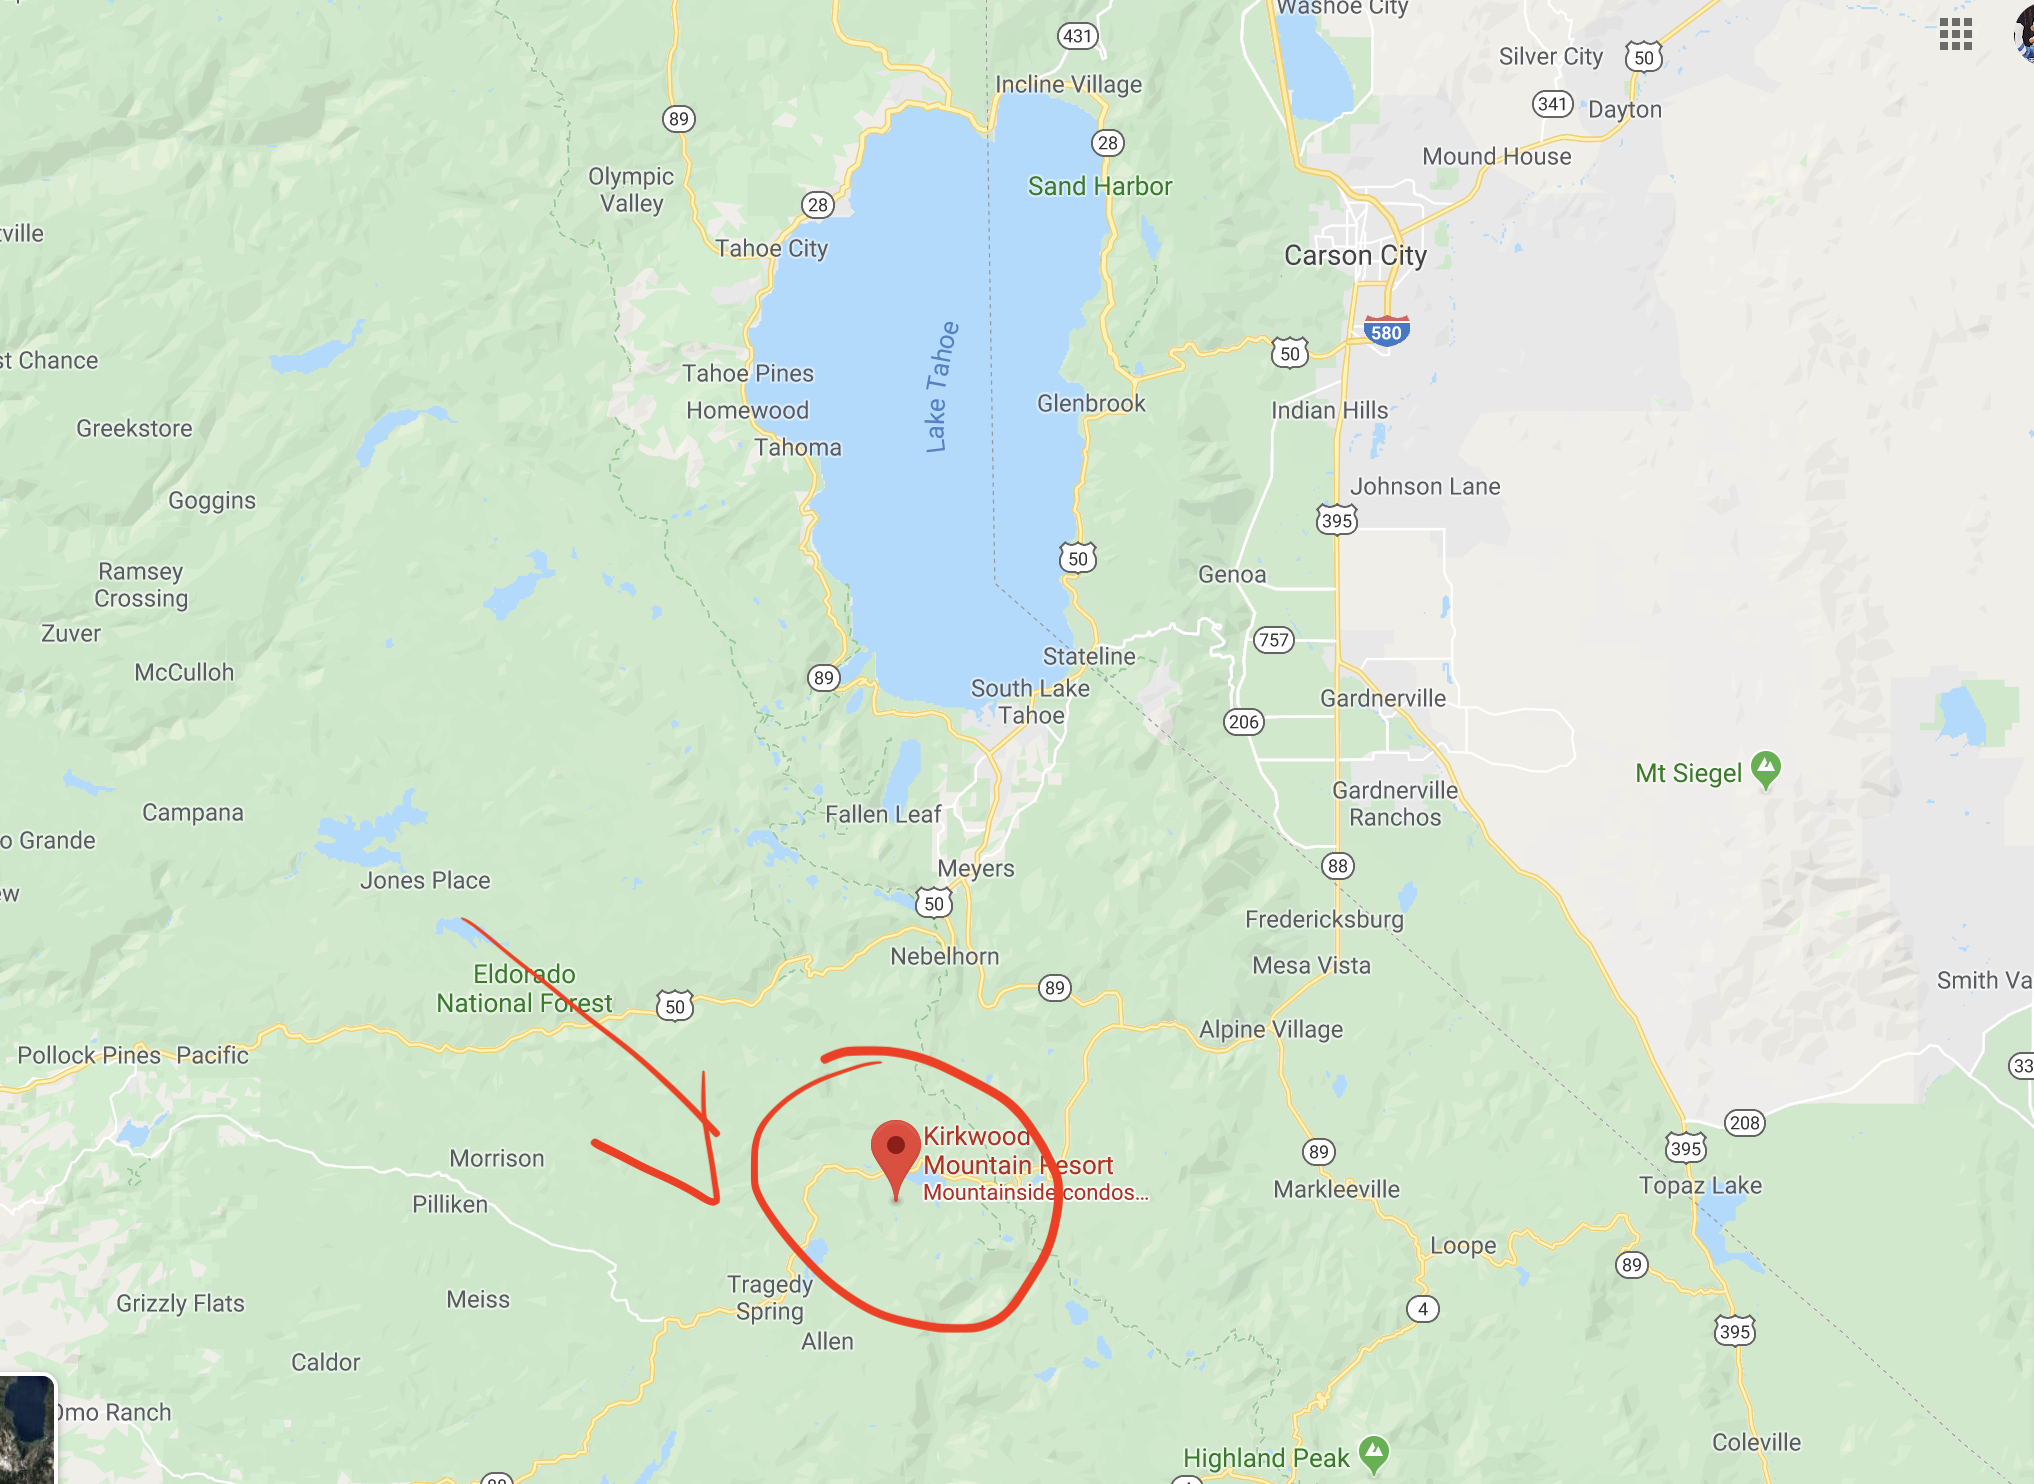 Washoe City
431
Silver City
50
Incline Village
341
Dayton
89
28
Mound House
Olympic
Valley
Sand Harbor
28
Tahoe City
Carson City
580
50
Lake Tahoe
st Chance
Tahoe Pines
Glenbrook
Homewood
Indian Hills
Greekstore
Tahoma
Goggins
Johnson Lane
395
50
Ramsey
Crossing
Genoa
Zuver
757
Stateline
McCulloh
89
South Lake
Tahoe
Gardnerville
206
Mt Siegel
Gardnerville
Ranchos
Campana
Fallen Leaf
o Grande
Meyers
88
Jones Place
ew
50
Fredericksburg
Nebelhorn
Mesa Vista
Eldorado
National Forest
Smith Va
89
50
Alpine Village
Pollock Pines
Pacific
33
208
Kirkwood
Mountain Resort
Mountainside condos...
395
89
Morrison
Markleeville
Topaz Lake
Pilliken
Loope
89
Tragedy
Spring
Meiss
Grizzly Flats
4
395
Allen
Caldor
Omo Ranch
Coleville
Highland Peak